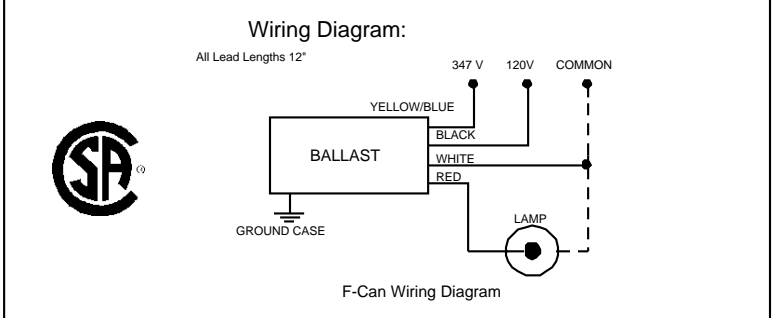 Wiring Diagram:
All Lead Lengths 12"
347 V 120V COMMON
YELLOW/BLUE
BLACK
BALLAST
WHITE
RED
LAMP
GROUND CASE
F-Can Wiring Diagram
CSA